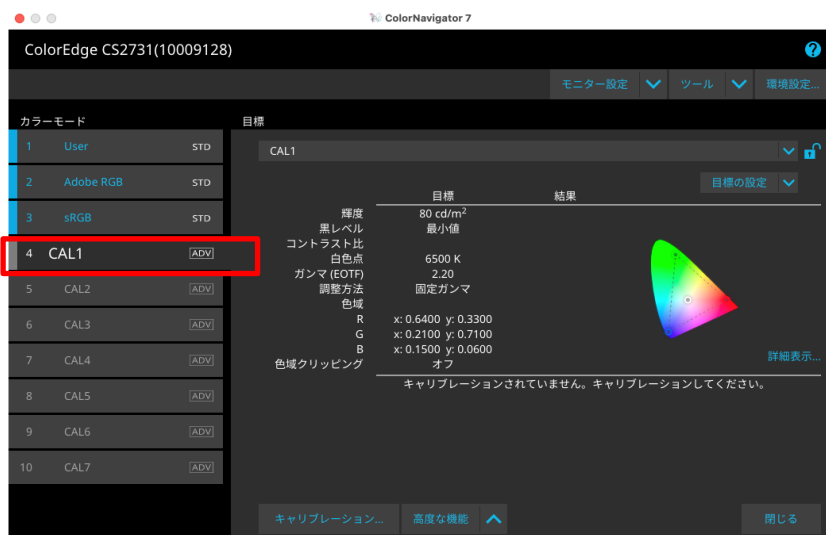 ColorNavigator 7
ColorEdge CS2731(10009128)
?
モニター設定 ツール 環境設定...
カラーモード
1 User STD
2 Adobe RGB STD
3 sRGB STD
4 CAL1 ADV
5 CAL2 ADV
6 CAL3 ADV
7 CAL4 ADV
8 CAL5 ADV
9 CAL6 ADV
10 CAL7 ADV
目標
CAL1
目標の設定
目標 結果
輝度 80 cd/m²
黒レベル 最小値
コントラスト比
白色点 6500 K
ガンマ (EOTF) 2.20
調整方法 固定ガンマ
色域
R x: 0.6400 y: 0.3300
G x: 0.2100 y: 0.7100
B x: 0.1500 y: 0.0600
色域クリッピング オフ
詳細表示...
キャリブレーションされていません。キャリブレーションしてください。
キャリブレーション... 高度な機能 閉じる